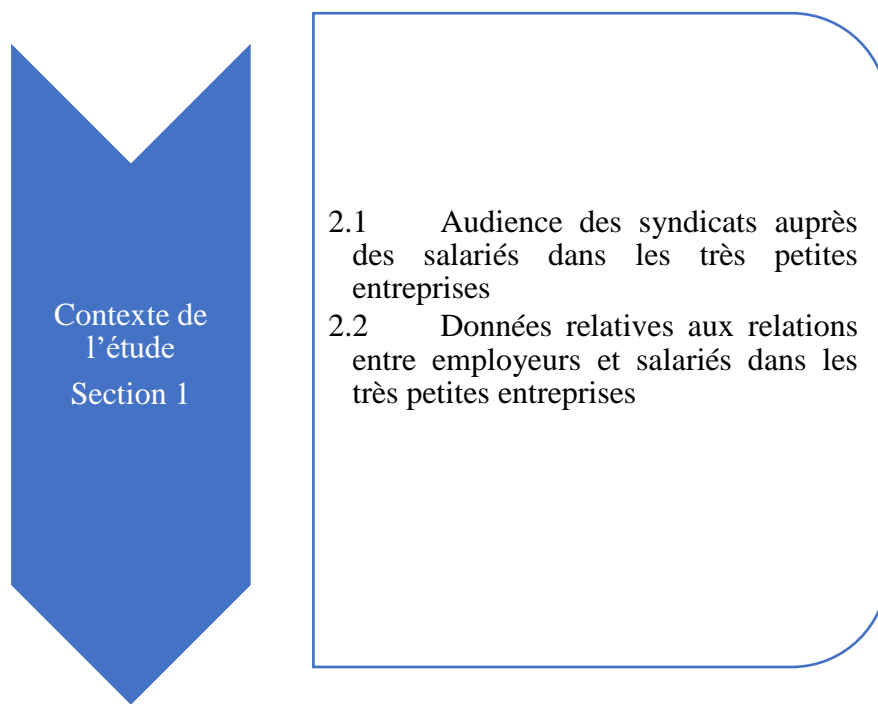 Contexte de
l’étude
Section 1
2.1 Audience des syndicats auprès
des salariés dans les très petites
entreprises
2.2 Données relatives aux relations
entre employeurs et salariés dans les
très petites entreprises